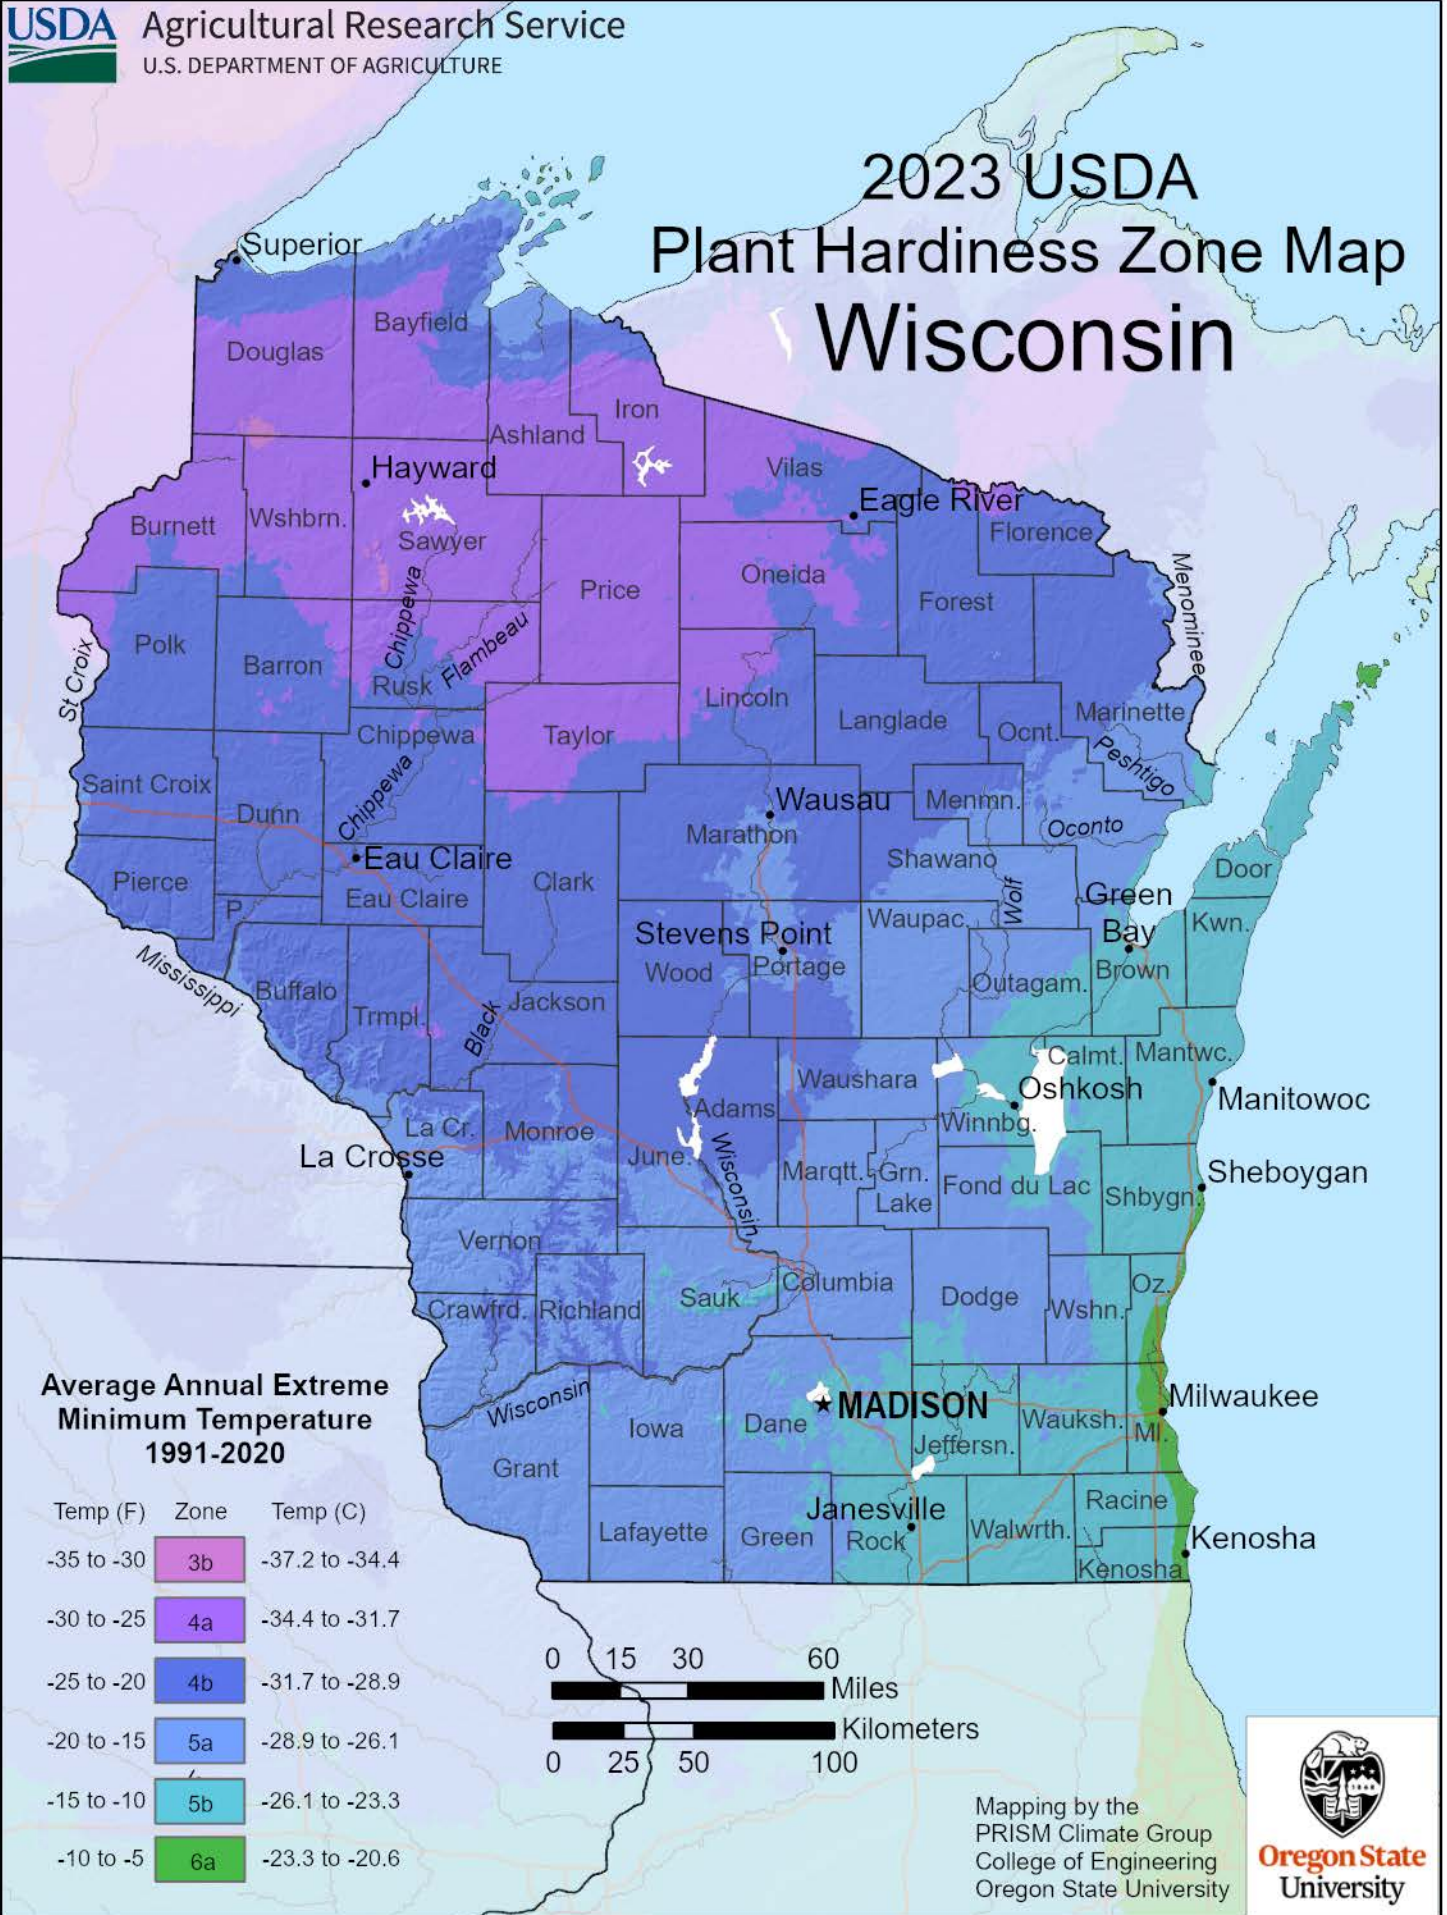 USDA
Agricultural Research Service
U.S. DEPARTMENT OF AGRICULTURE
2023 USDA
Plant Hardiness Zone Map
Wisconsin
Superior
Bayfield
Douglas
Iron
Ashland
Hayward
Vilas
Eagle River
Burnett
Wshbrn.
Sawyer
Florence
Menominee
Chippewa
Flambeau
Price
Oneida
Forest
St Croix
Polk
Barron
Rusk
Lincoln
Langlade
Marinette
Ocnt.
Peshtigo
Chippewa
Taylor
Saint Croix
Dunn
Chippewa
Wausau
Menmn.
Marathon
Oconto
Eau Claire
Shawano
Pierce
Eau Claire
Clark
Wolf
Green
Bay
Door
P.
Stevens Point
Waupac.
Kwn.
Wood
Portage
Brown
Mississippi
Buffalo
Outagam.
Trmpl.
Black
Jackson
Calmt.
Mantwc.
Waushara
Oshkosh
Manitowoc
Adams
Winnbg.
La Cr.
Monroe
La Crosse
June.
Wisconsin
Marqtt.
Grn.
Lake
Fond du Lac
Shbygn.
Sheboygan
Vernon
Columbia
Sauk
Dodge
Wshn.
Oz.
Crawfrd.
Richland
Wisconsin
Iowa
Dane
MADISON
Jeffersn.
Wauksh.
Milwaukee
Ml.
Grant
Lafayette
Green
Janesville
Rock
Walwrth.
Racine
Kenosha
Kenosha
Average Annual Extreme
Minimum Temperature
1991-2020
Temp (F) Zone Temp (C)
-35 to -30 3b -37.2 to -34.4
-30 to -25 4a -34.4 to -31.7
-25 to -20 4b -31.7 to -28.9
-20 to -15 5a -28.9 to -26.1
-15 to -10 5b -26.1 to -23.3
-10 to -5 6a -23.3 to -20.6
0 15 30 60
Miles
Kilometers
0 25 50 100
Mapping by the
PRISM Climate Group
College of Engineering
Oregon State University
Oregon State
University